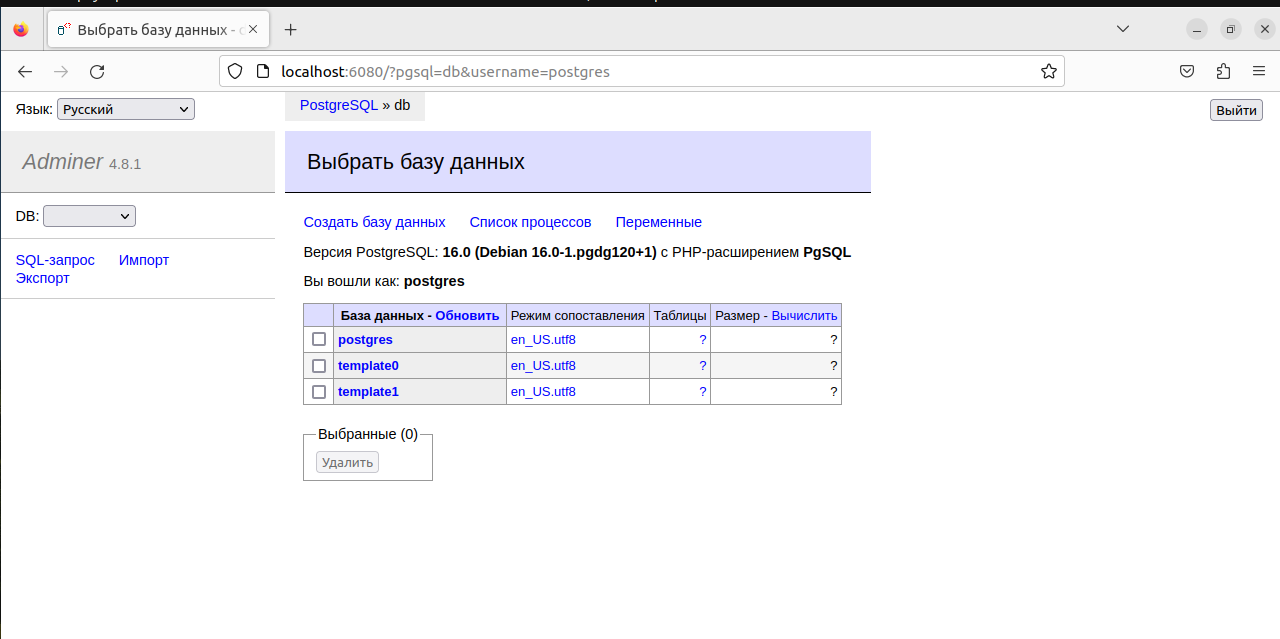 Выбрать базу данных - 
localhost:6080/?pgsql=db&username=postgres
Язык: Русский
PostgreSQL » db
Выйти
Adminer 4.8.1
Выбрать базу данных
DB:
Создать базу данных Список процессов Переменные
SQL-запрос Импорт
Экспорт
Версия PostgreSQL: 16.0 (Debian 16.0-1.pgdg120+1) с PHP-расширением PgSQL
Вы вошли как: postgres
База данных - Обновить Режим сопоставления Таблицы Размер - Вычислить
postgres en_US.utf8 ? ?
template0 en_US.utf8 ? ?
template1 en_US.utf8 ? ?
Выбранные (0)
Удалить